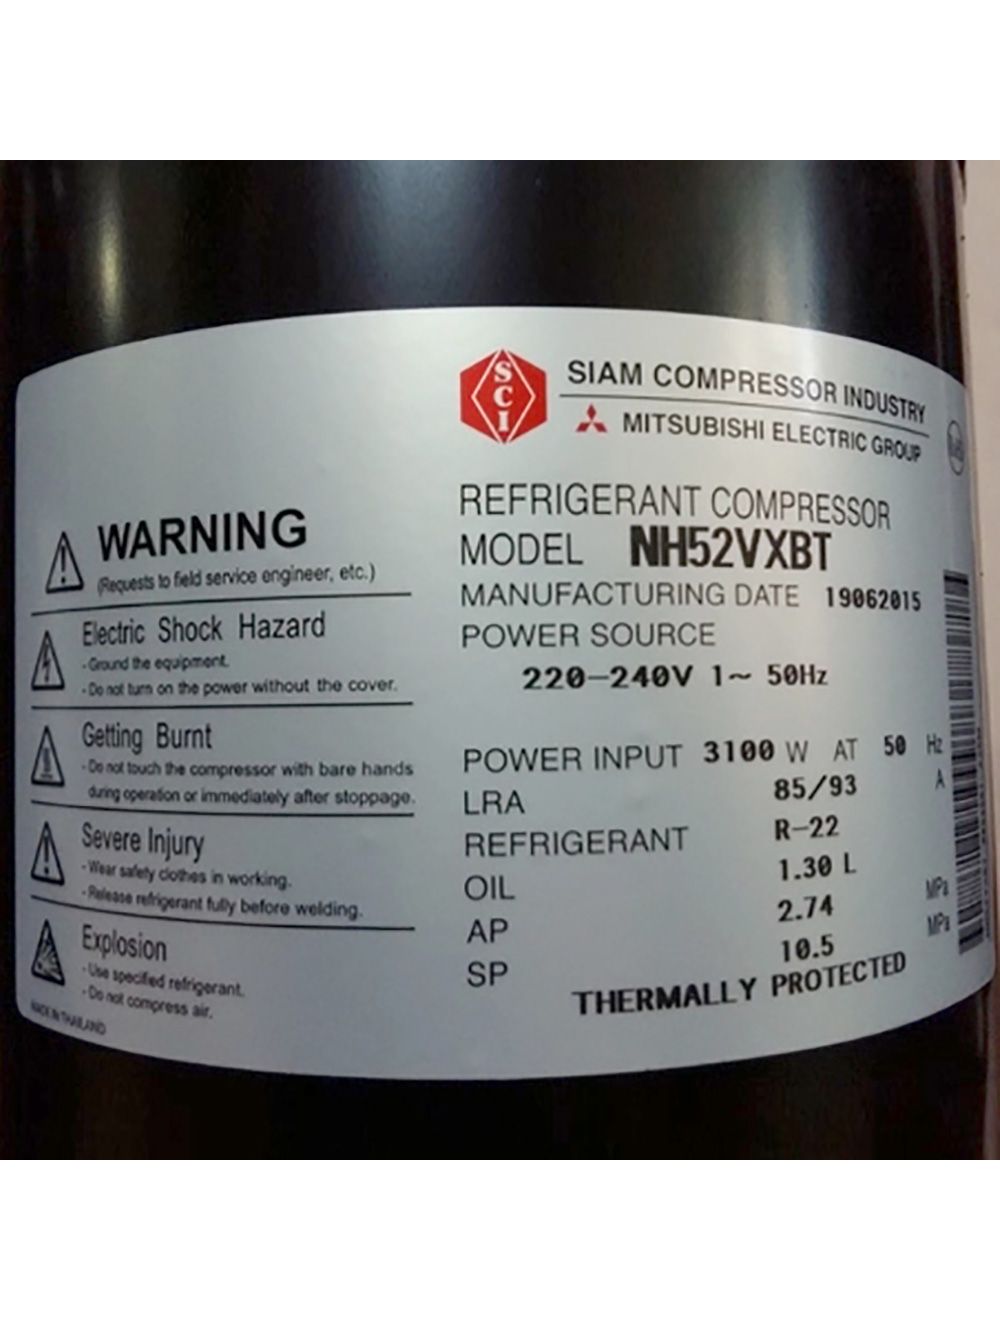 SCI
SIAM COMPRESSOR INDUSTRY
MITSUBISHI ELECTRIC GROUP
WARNING
(Requests to field service engineer, etc.)
Electric Shock Hazard
- Ground the equipment.
- Do not turn on the power without the cover.
Getting Burnt
- Do not touch the compressor with bare hands
during operation or immediately after stoppage.
Severe Injury
- Wear safety clothes in working.
- Release refrigerant fully before welding.
Explosion
- Use specified refrigerant.
- Do not compress air.
MADE IN THAILAND
REFRIGERANT COMPRESSOR
MODEL NH52VXBT
MANUFACTURING DATE 19062015
POWER SOURCE
220-240V 1~ 50Hz
POWER INPUT 3100 W AT 50 Hz
LRA 85/93 A
REFRIGERANT R-22
OIL 1.30 L
AP 2.74 MPa
SP 10.5 MPa
THERMALLY PROTECTED